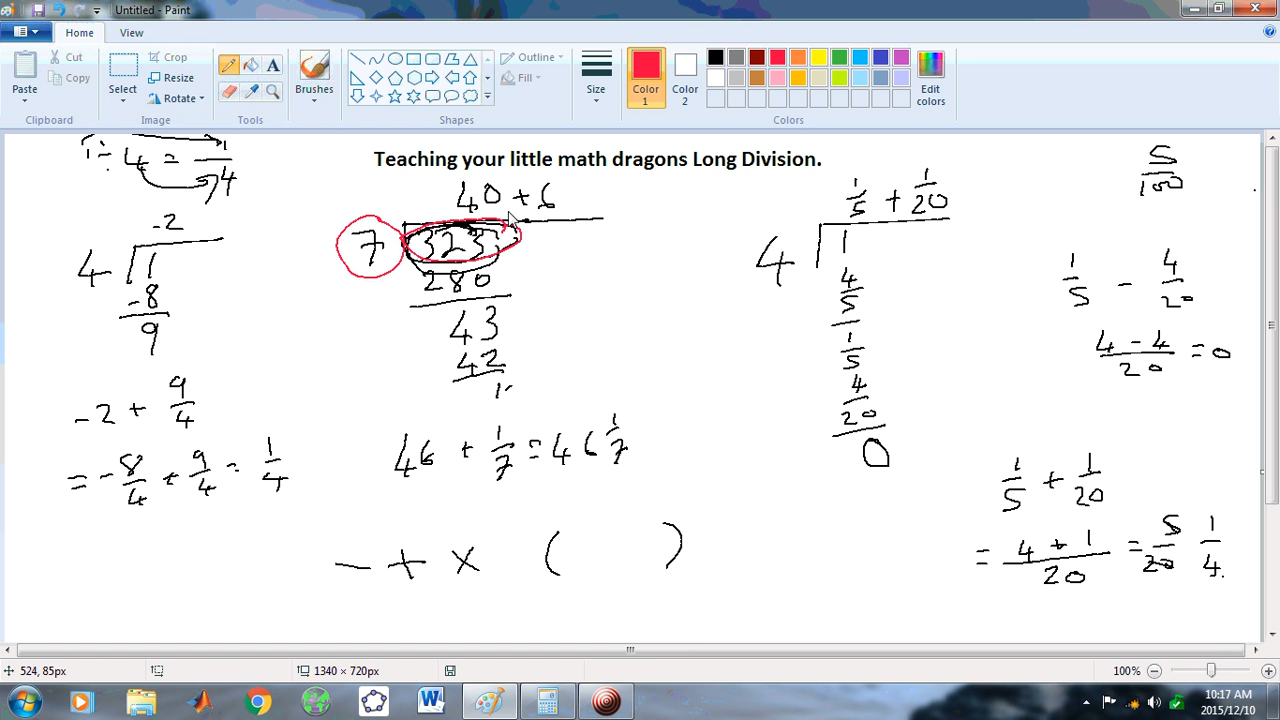 Untitled - Paint
Home
View
Paste
Cut
Copy
Clipboard
Select
Crop
Resize
Rotate
Image
Tools
Brushes
Outline
Fill
Shapes
Size
Color 1
Color 2
Edit colors
Colors
Teaching your little math dragons Long Division.
1 ÷ 4 = 1/4
-2
4 1
-8
9
-2 + 9/4
= -8/4 + 9/4 = 1/4
40 + 6
7 323
280
43
42
1
46 + 1/7 = 46 1/7
- + × ( )
1/5 + 1/20
4 1
4/5
1/5
4/20
0
5/100
1/5 - 4/20
4 - 4/20 = 0
1/5 + 1/20
= 4 + 1/20 = 5/20 1/4.
524, 85px
1340 × 720px
100%
10:17 AM
2015/12/10